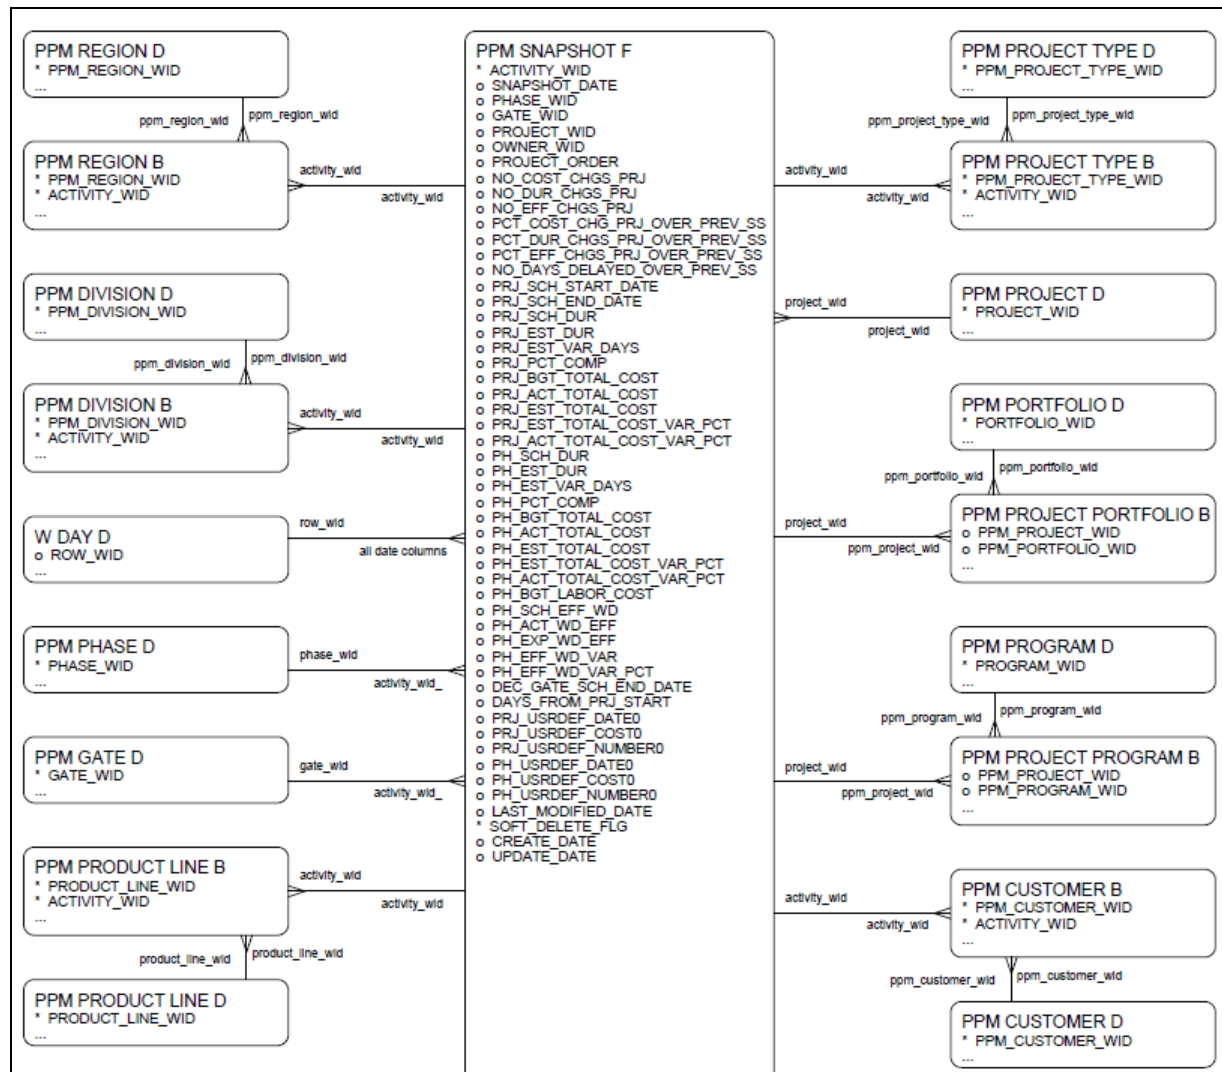 PPM REGION D
* PPM_REGION_WID
...
ppm_region_wid
ppm_region_wid
PPM REGION B
* PPM_REGION_WID
* ACTIVITY_WID
...
activity_wid
activity_wid
PPM DIVISION D
* PPM_DIVISION_WID
...
ppm_division_wid
ppm_division_wid
PPM DIVISION B
* PPM_DIVISION_WID
* ACTIVITY_WID
...
activity_wid
activity_wid
W DAY D
o ROW_WID
...
row_wid
all date columns
PPM PHASE D
* PHASE_WID
...
phase_wid
activity_wid_
PPM GATE D
* GATE_WID
...
gate_wid
activity_wid_
PPM PRODUCT LINE B
* PRODUCT_LINE_WID
* ACTIVITY_WID
...
activity_wid
activity_wid
product_line_wid
product_line_wid
PPM PRODUCT LINE D
* PRODUCT_LINE_WID
...
PPM SNAPSHOT F
* ACTIVITY_WID
o SNAPSHOT_DATE
o PHASE_WID
o GATE_WID
o PROJECT_WID
o OWNER_WID
o PROJECT_ORDER
o NO_COST_CHGS_PRJ
o NO_DUR_CHGS_PRJ
o NO_EFF_CHGS_PRJ
o PCT_COST_CHG_PRJ_OVER_PREV_SS
o PCT_DUR_CHGS_PRJ_OVER_PREV_SS
o PCT_EFF_CHGS_PRJ_OVER_PREV_SS
o NO_DAYS_DELAYED_OVER_PREV_SS
o PRJ_SCH_START_DATE
o PRJ_SCH_END_DATE
o PRJ_SCH_DUR
o PRJ_EST_DUR
o PRJ_EST_VAR_DAYS
o PRJ_PCT_COMP
o PRJ_BGT_TOTAL_COST
o PRJ_ACT_TOTAL_COST
o PRJ_EST_TOTAL_COST
o PRJ_EST_TOTAL_COST_VAR_PCT
o PRJ_ACT_TOTAL_COST_VAR_PCT
o PH_SCH_DUR
o PH_EST_DUR
o PH_EST_VAR_DAYS
o PH_PCT_COMP
o PH_BGT_TOTAL_COST
o PH_ACT_TOTAL_COST
o PH_EST_TOTAL_COST
o PH_EST_TOTAL_COST_VAR_PCT
o PH_ACT_TOTAL_COST_VAR_PCT
o PH_BGT_LABOR_COST
o PH_SCH_EFF_WD
o PH_ACT_WD_EFF
o PH_EXP_WD_EFF
o PH_EFF_WD_VAR
o PH_EFF_WD_VAR_PCT
o DEC_GATE_SCH_END_DATE
o DAYS_FROM_PRJ_START
o PRJ_USRDEF_DATE0
o PRJ_USRDEF_COST0
o PRJ_USRDEF_NUMBER0
o PH_USRDEF_DATE0
o PH_USRDEF_COST0
o PH_USRDEF_NUMBER0
o LAST_MODIFIED_DATE
* SOFT_DELETE_FLG
o CREATE_DATE
o UPDATE_DATE
PPM PROJECT TYPE D
* PPM_PROJECT_TYPE_WID
...
ppm_project_type_wid
ppm_project_type_wid
PPM PROJECT TYPE B
* PPM_PROJECT_TYPE_WID
* ACTIVITY_WID
...
activity_wid
activity_wid
PPM PROJECT D
* PROJECT_WID
...
project_wid
project_wid
PPM PORTFOLIO D
* PORTFOLIO_WID
...
ppm_portfolio_wid
ppm_portfolio_wid
PPM PROJECT PORTFOLIO B
o PPM_PROJECT_WID
o PPM_PORTFOLIO_WID
...
project_wid
ppm_project_wid
PPM PROGRAM D
* PROGRAM_WID
...
ppm_program_wid
ppm_program_wid
PPM PROJECT PROGRAM B
o PPM_PROJECT_WID
o PPM_PROGRAM_WID
...
project_wid
ppm_project_wid
PPM CUSTOMER B
* PPM_CUSTOMER_WID
* ACTIVITY_WID
...
activity_wid
activity_wid
ppm_customer_wid
ppm_customer_wid
PPM CUSTOMER D
* PPM_CUSTOMER_WID
...